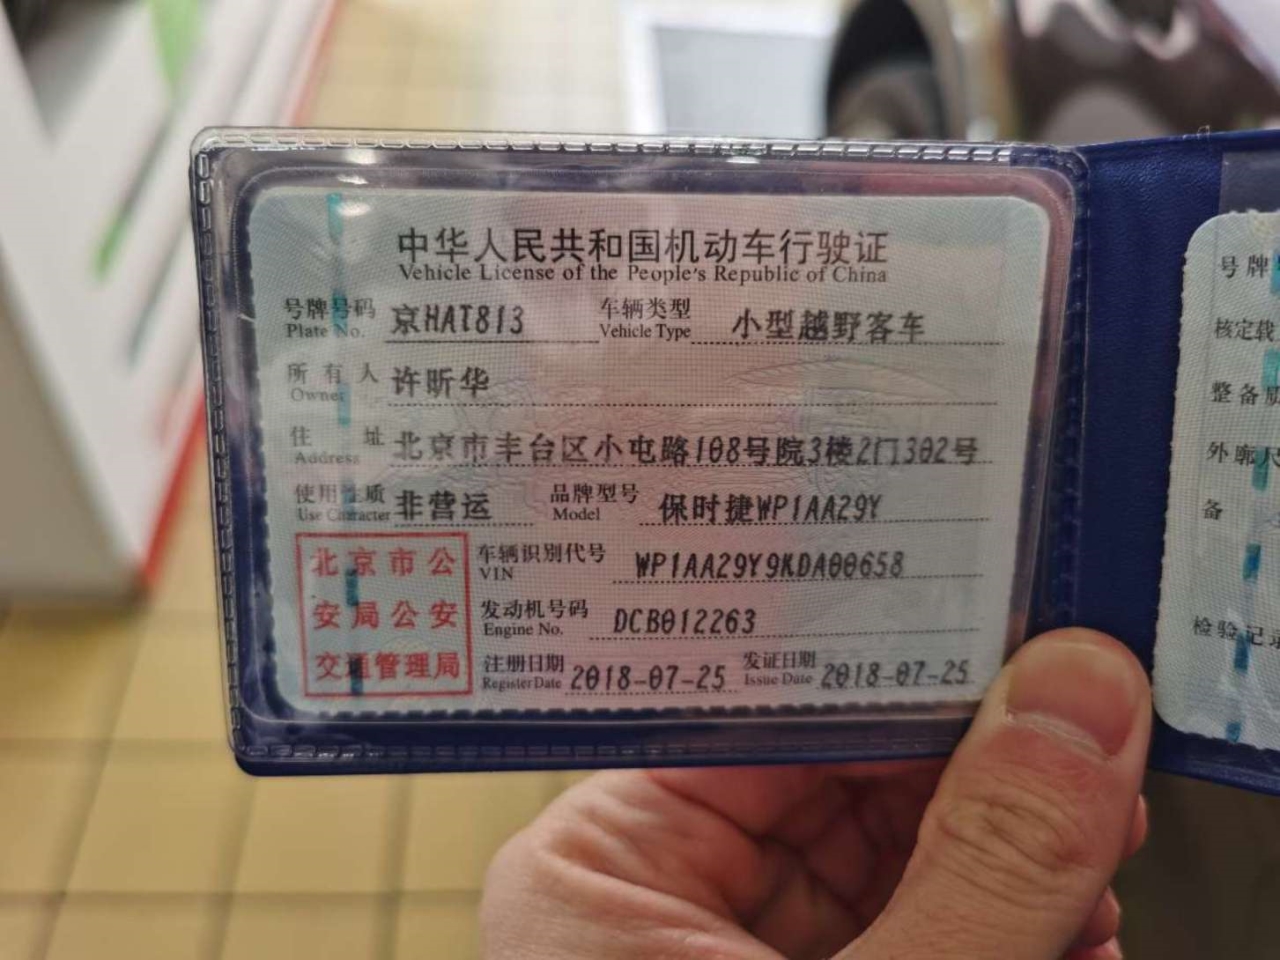 中华人民共和国机动车行驶证
Vehicle License of the People's Republic of China
号牌号码 京HAT813 车辆类型 小型越野客车
Plate No. Vehicle Type
所有人 许昕华
Owner
住址 北京市丰台区小屯路108号院3楼2门302号
Address
使用性质 非营运 品牌型号 保时捷WP1AA29Y
Use Character Model
北京市公
安局公安
交通管理局
车辆识别代号 WP1AA29Y9KDA00658
VIN
发动机号码 DCB012263
Engine No.
注册日期 2018-07-25 发证日期 2018-07-25
Register Date Issue Date
号牌
核定载
整备质
外廓尺
备
检验记录